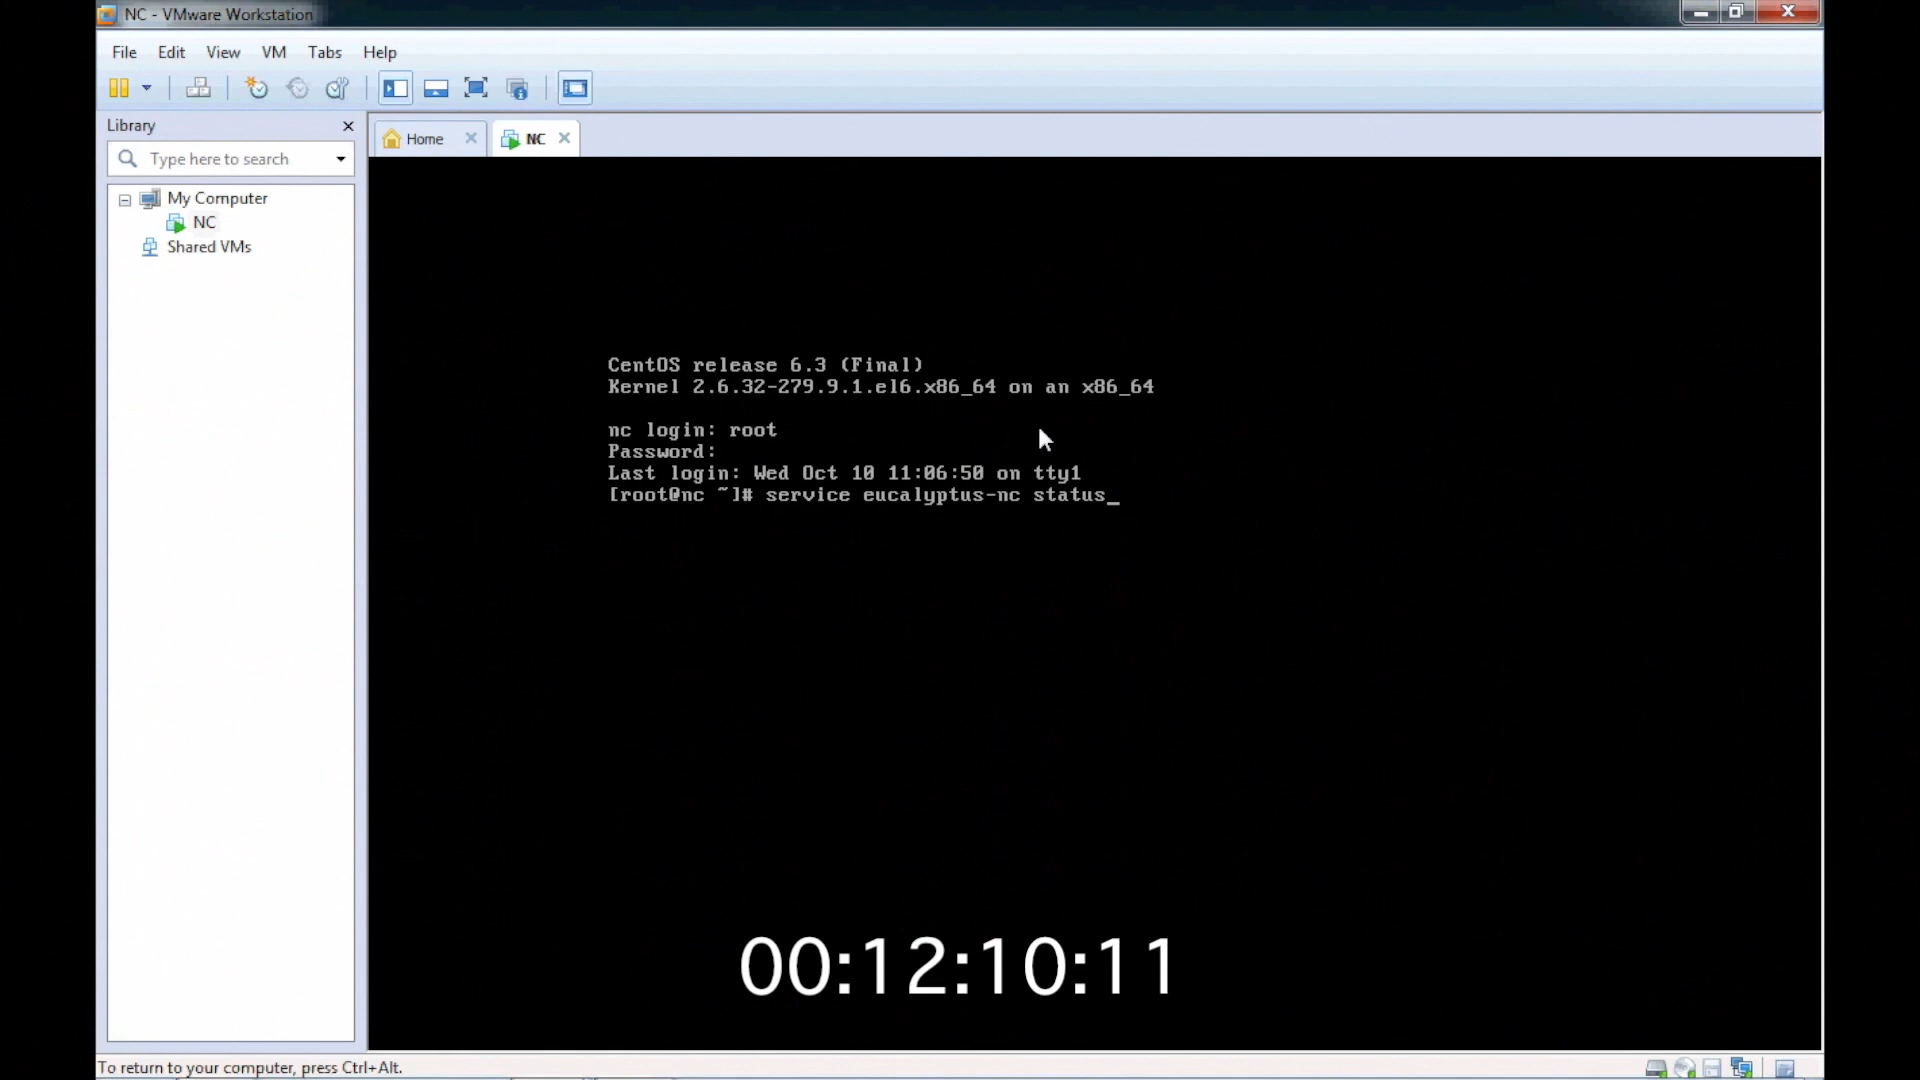 NC - VMware Workstation
File Edit View VM Tabs Help
Library
Type here to search
My Computer
NC
Shared VMs
Home
NC
CentOS release 6.3 (Final)
Kernel 2.6.32-279.9.1.el6.x86_64 on an x86_64
nc login: root
Password:
Last login: Wed Oct 10 11:06:50 on tty1
[root@nc ~]# service eucalyptus-nc status_
00:12:10:11
To return to your computer, press Ctrl+Alt.